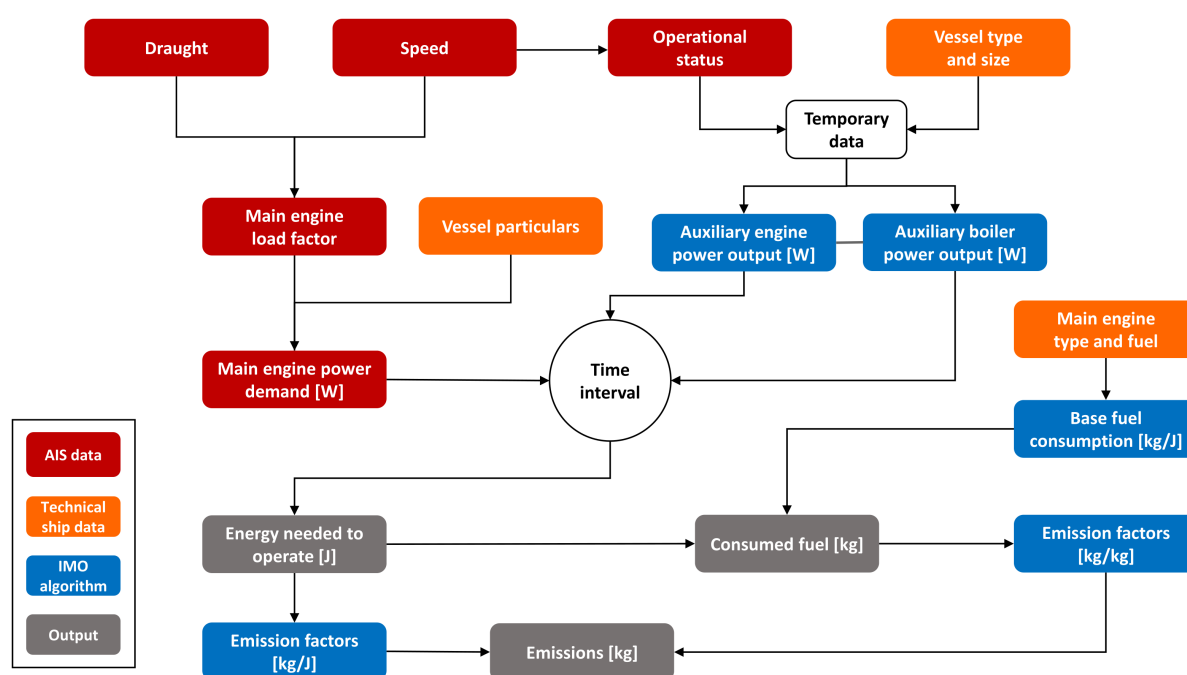 Draught
Speed
Operational
status
Vessel type
and size
Temporary
data
Main engine
load factor
Vessel particulars
Auxiliary engine
power output [W]
Auxiliary boiler
power output [W]
Main engine
type and fuel
Time
interval
Main engine power
demand [W]
Base fuel
consumption [kg/J]
AIS data
Technical
ship data
IMO
algorithm
Output
Energy needed to
operate [J]
Consumed fuel [kg]
Emission factors
[kg/kg]
Emission factors
[kg/J]
Emissions [kg]